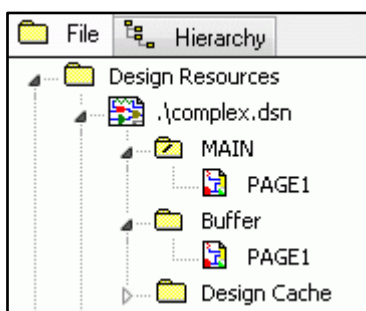 File Hierarchy
Design Resources
.\complex.dsn
MAIN
PAGE1
Buffer
PAGE1
Design Cache